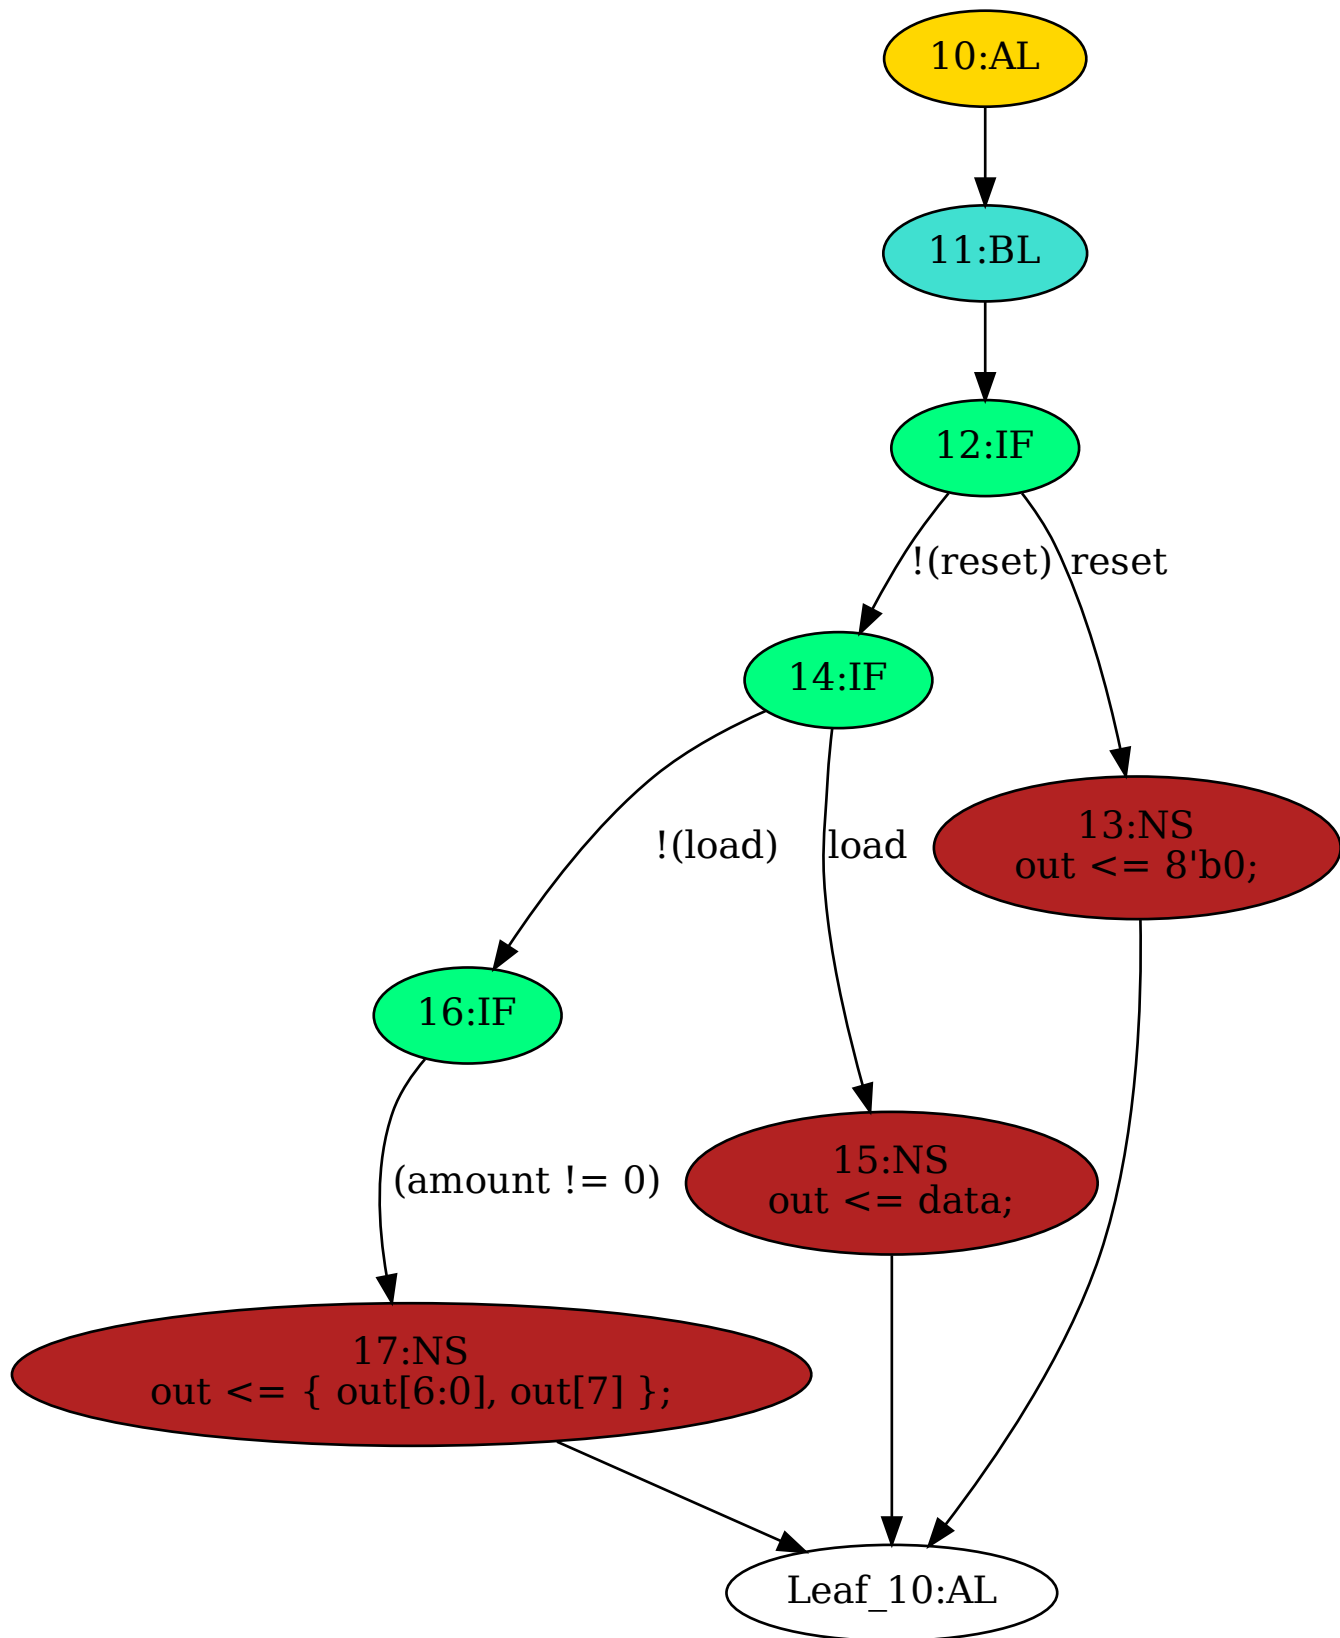 10:AL
11:BL
12:IF
!(reset)
reset
14:IF
13:NS
out <= 8'b0;
!(load)
load
16:IF
15:NS
out <= data;
(amount != 0)
17:NS
out <= { out[6:0], out[7] };
Leaf_10:AL